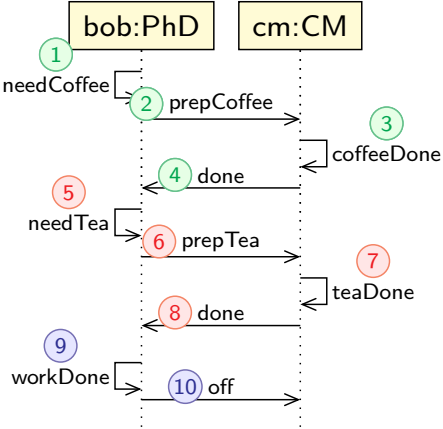 bob:PhD
cm:CM
1
needCoffee
2
prepCoffee
3
coffeeDone
4
done
5
needTea
6
prepTea
7
teaDone
8
done
9
workDone
10
off